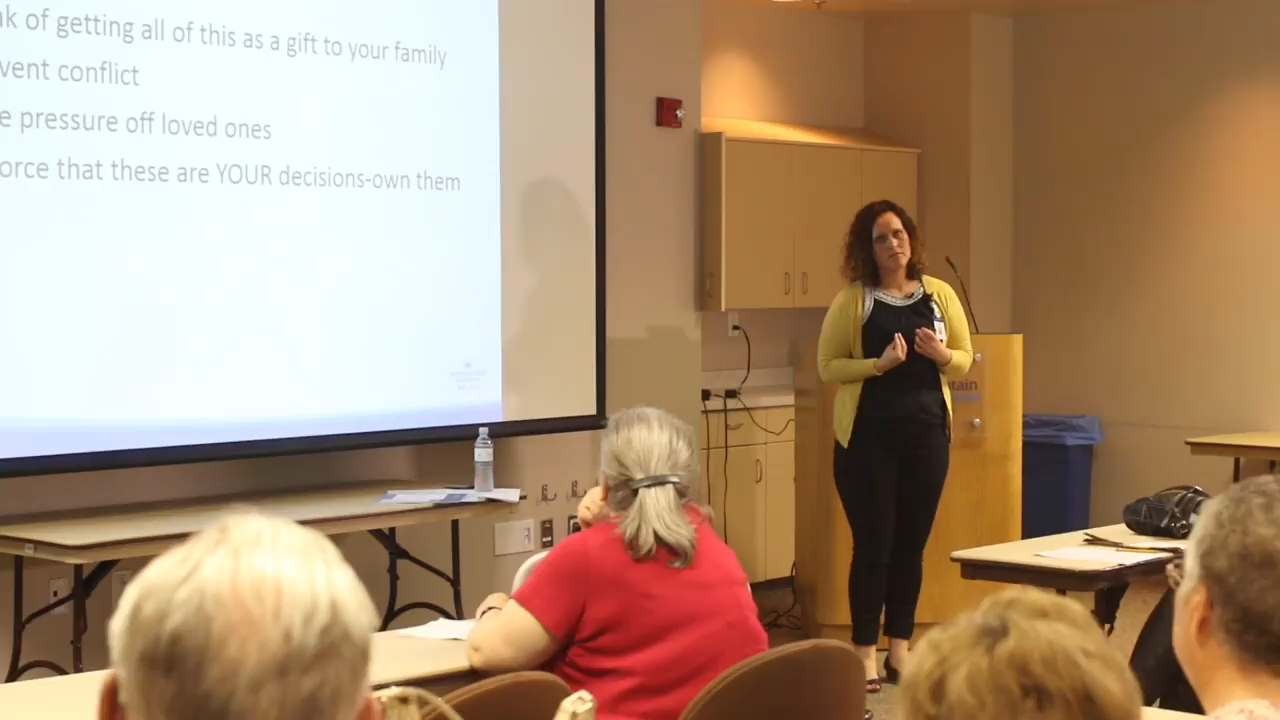 nk of getting all of this as a gift to your family
vent conflict
e pressure off loved ones
orce that these are YOUR decisions-own them
tain